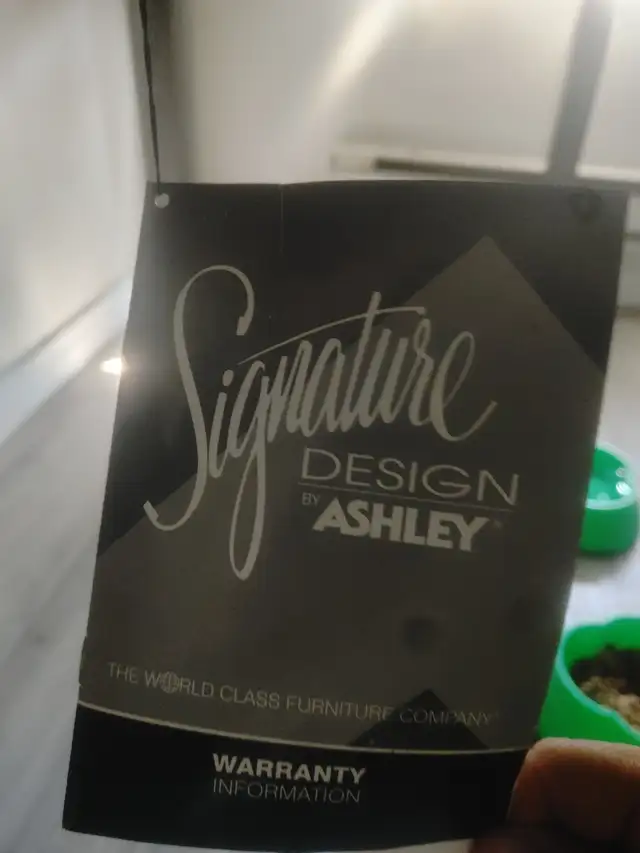 Signature
DESIGN
BY ASHLEY®
THE WORLD CLASS FURNITURE COMPANY
WARRANTY
INFORMATION